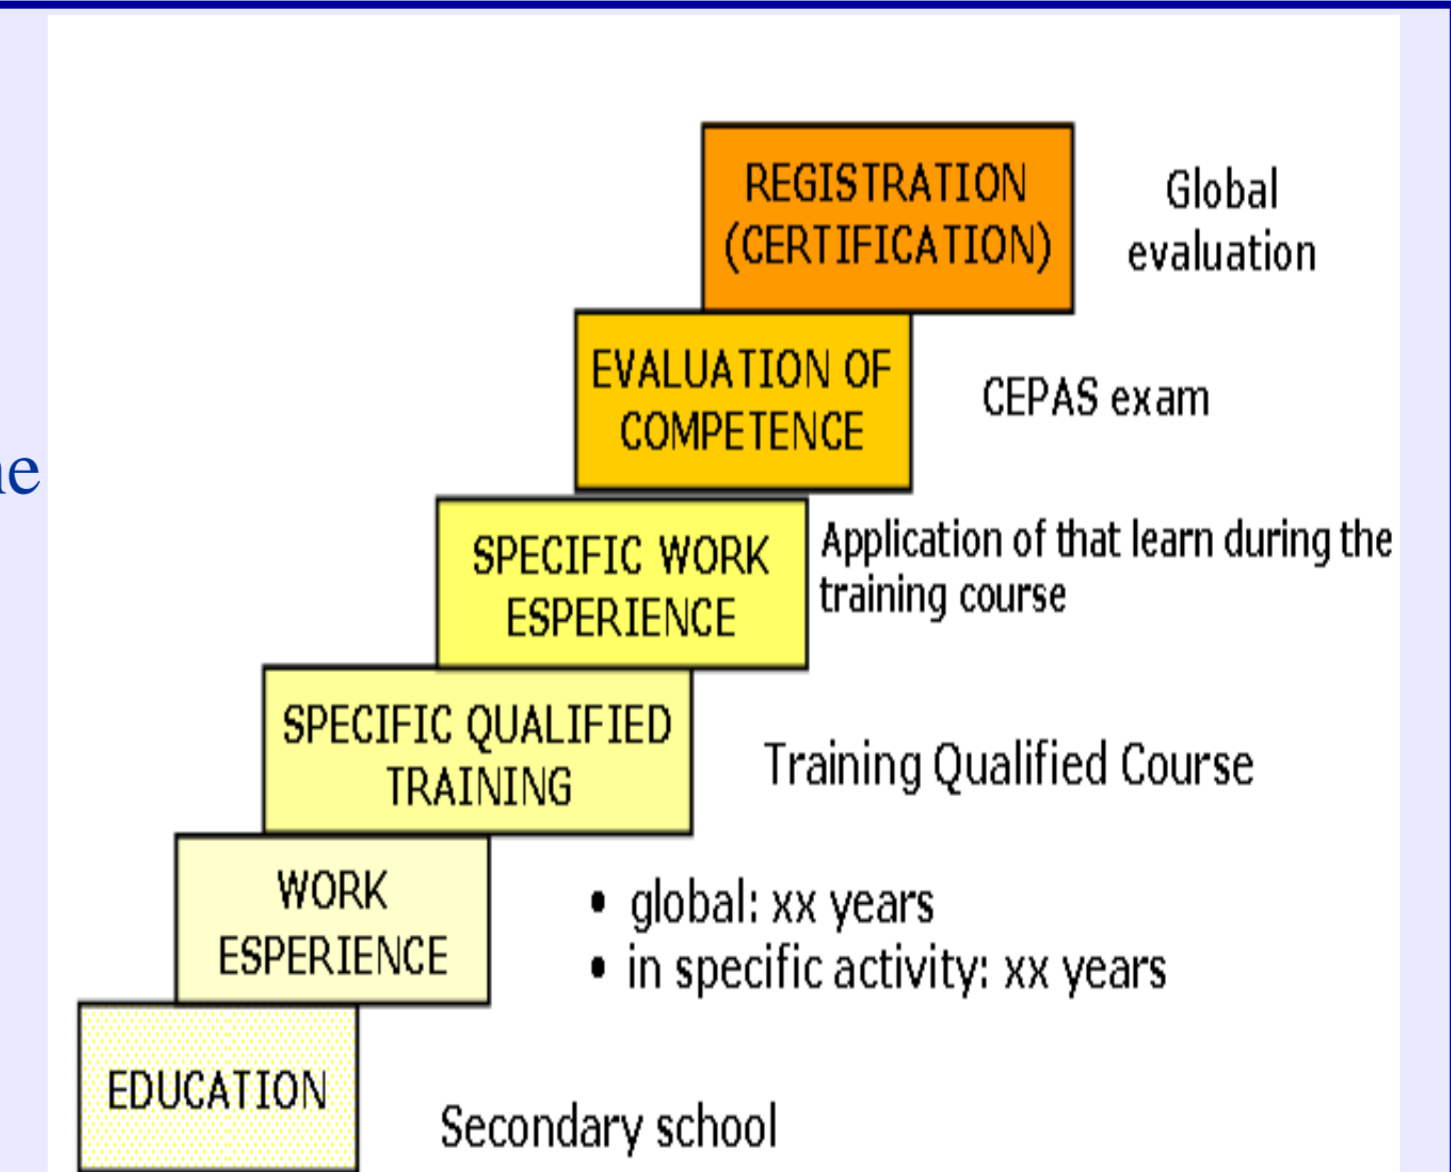 REGISTRATION
(CERTIFICATION)
Global
evaluation
EVALUATION OF
COMPETENCE
CEPAS exam
SPECIFIC WORK
ESPERIENCE
Application of that learn during the
training course
SPECIFIC QUALIFIED
TRAINING
Training Qualified Course
WORK
ESPERIENCE
• global: xx years
• in specific activity: xx years
EDUCATION
Secondary school